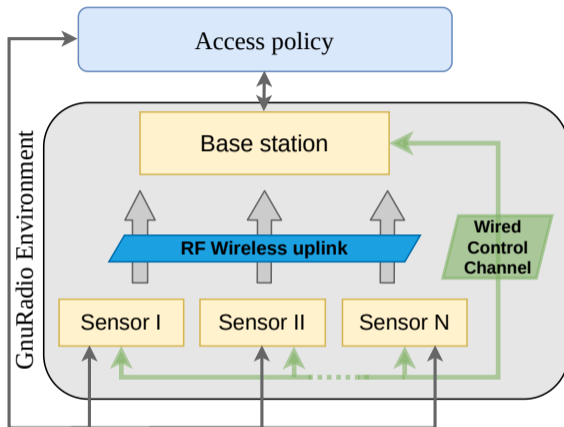 Access policy
GnuRadio Environment
Base station
RF Wireless uplink
Wired
Control
Channel
Sensor I
Sensor II
Sensor N